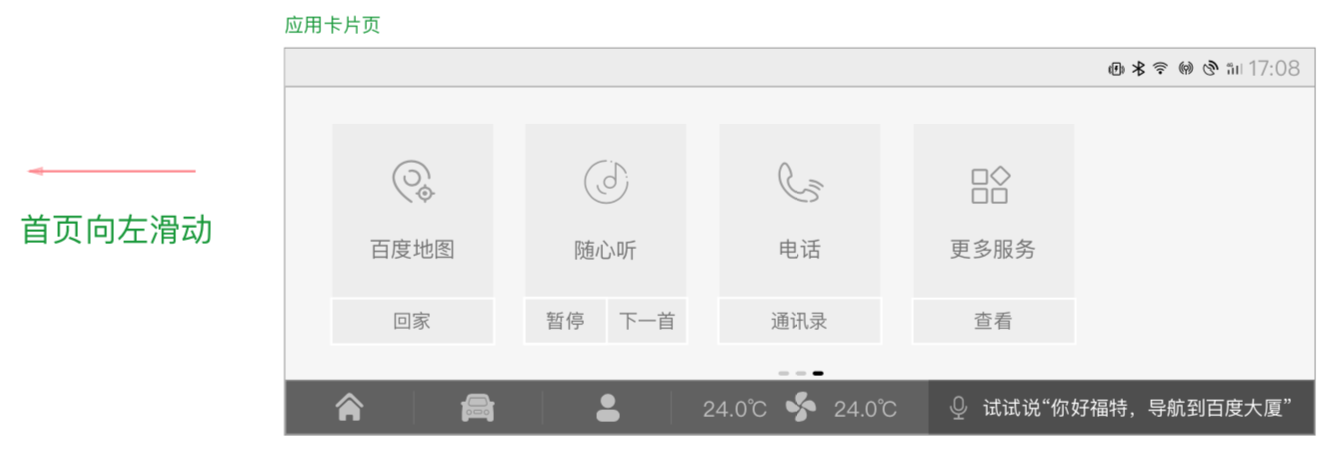 应用卡片页
17:08
首页向左滑动
百度地图
随心听
电话
更多服务
回家
暂停
下一首
通讯录
查看
24.0℃
24.0℃
试试说“你好福特，导航到百度大厦”